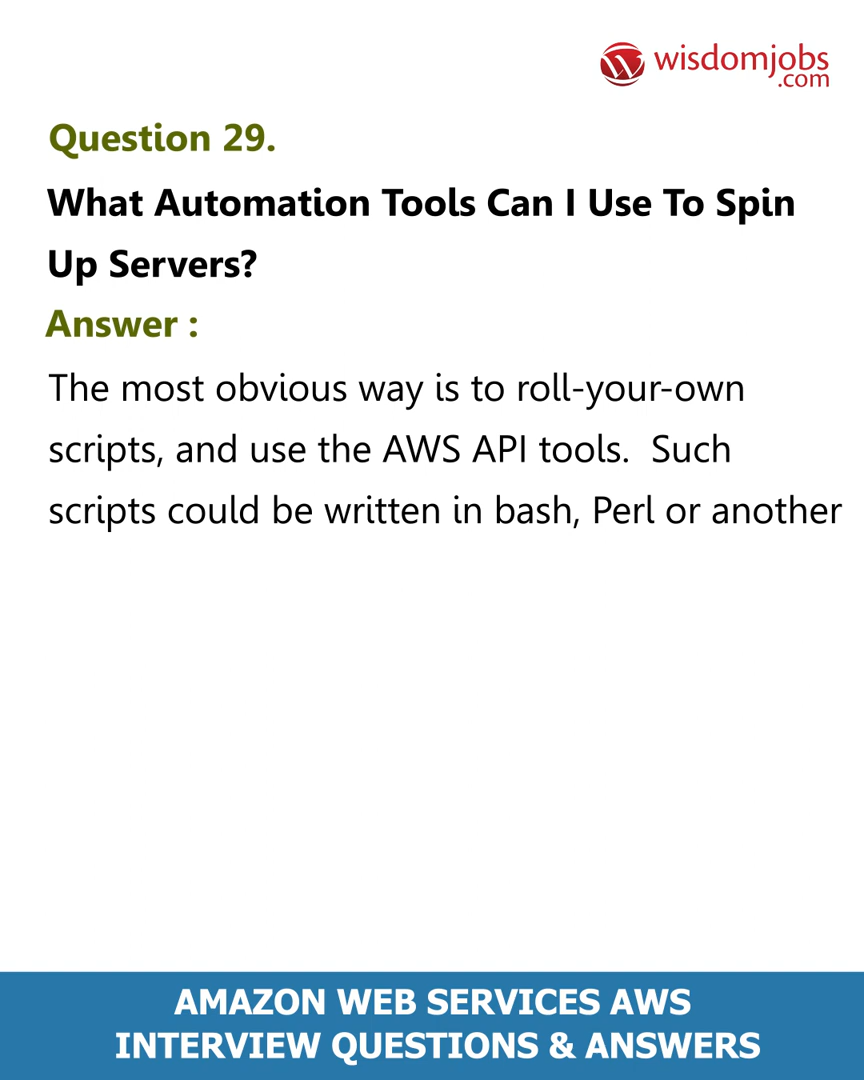 wisdomjobs
.com
Question 29.
What Automation Tools Can I Use To Spin
Up Servers?
Answer :
The most obvious way is to roll-your-own
scripts, and use the AWS API tools.  Such
scripts could be written in bash, Perl or another
AMAZON WEB SERVICES AWS
INTERVIEW QUESTIONS & ANSWERS